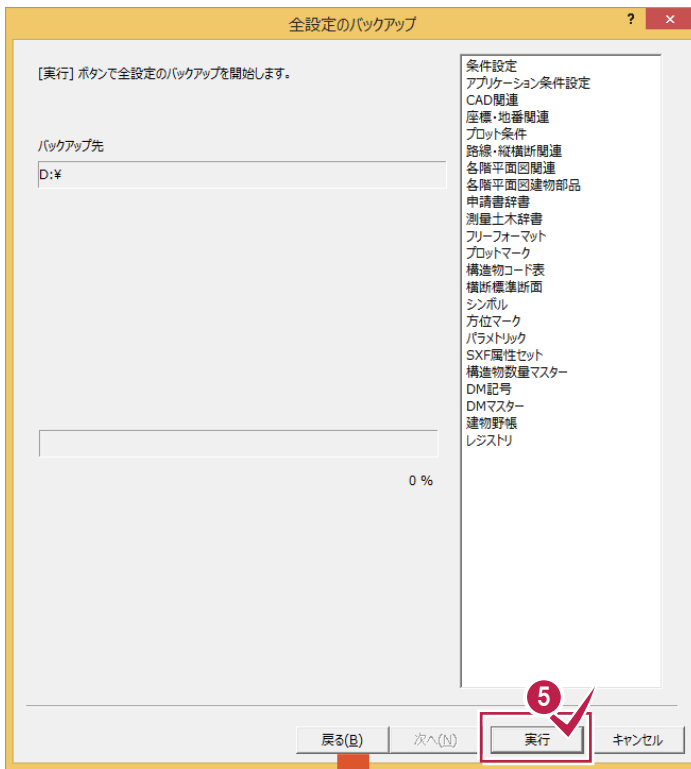 全設定のバックアップ
?
×
[実行] ボタンで全設定のバックアップを開始します。
バックアップ先
D:¥
0 %
条件設定
アプリケーション条件設定
CAD関連
座標・地番関連
プロット条件
路線・縦横断関連
各階平面図関連
各階平面図建物部品
申請書辞書
測量土木辞書
フリーフォーマット
プロットマーク
構造物コード表
横断標準断面
シンボル
方位マーク
パラメトリック
SXF属性セット
構造物数量マスター
DM記号
DMマスター
建物野帳
レジストリ
5
戻る(B)
次へ(N)
実行
キャンセル